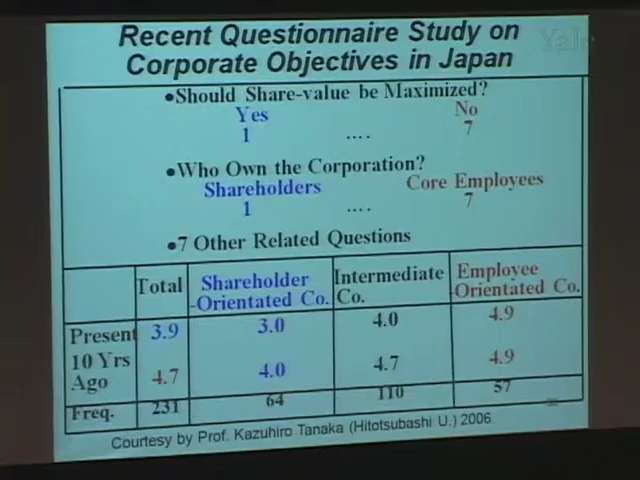 Yale
Recent Questionnaire Study on
Corporate Objectives in Japan
•Should Share-value be Maximized?
Yes No
1 .... 7
•Who Own the Corporation?
Shareholders Core Employees
1 .... 7
•7 Other Related Questions
Total Shareholder -Orientated Co. Intermediate Co. Employee -Orientated Co.
Present 3.9 3.0 4.0 4.9
10 Yrs Ago 4.7 4.0 4.7 4.9
Freq. 231 64 110 57
Courtesy by Prof. Kazuhiro Tanaka (Hitotsubashi U.) 2006